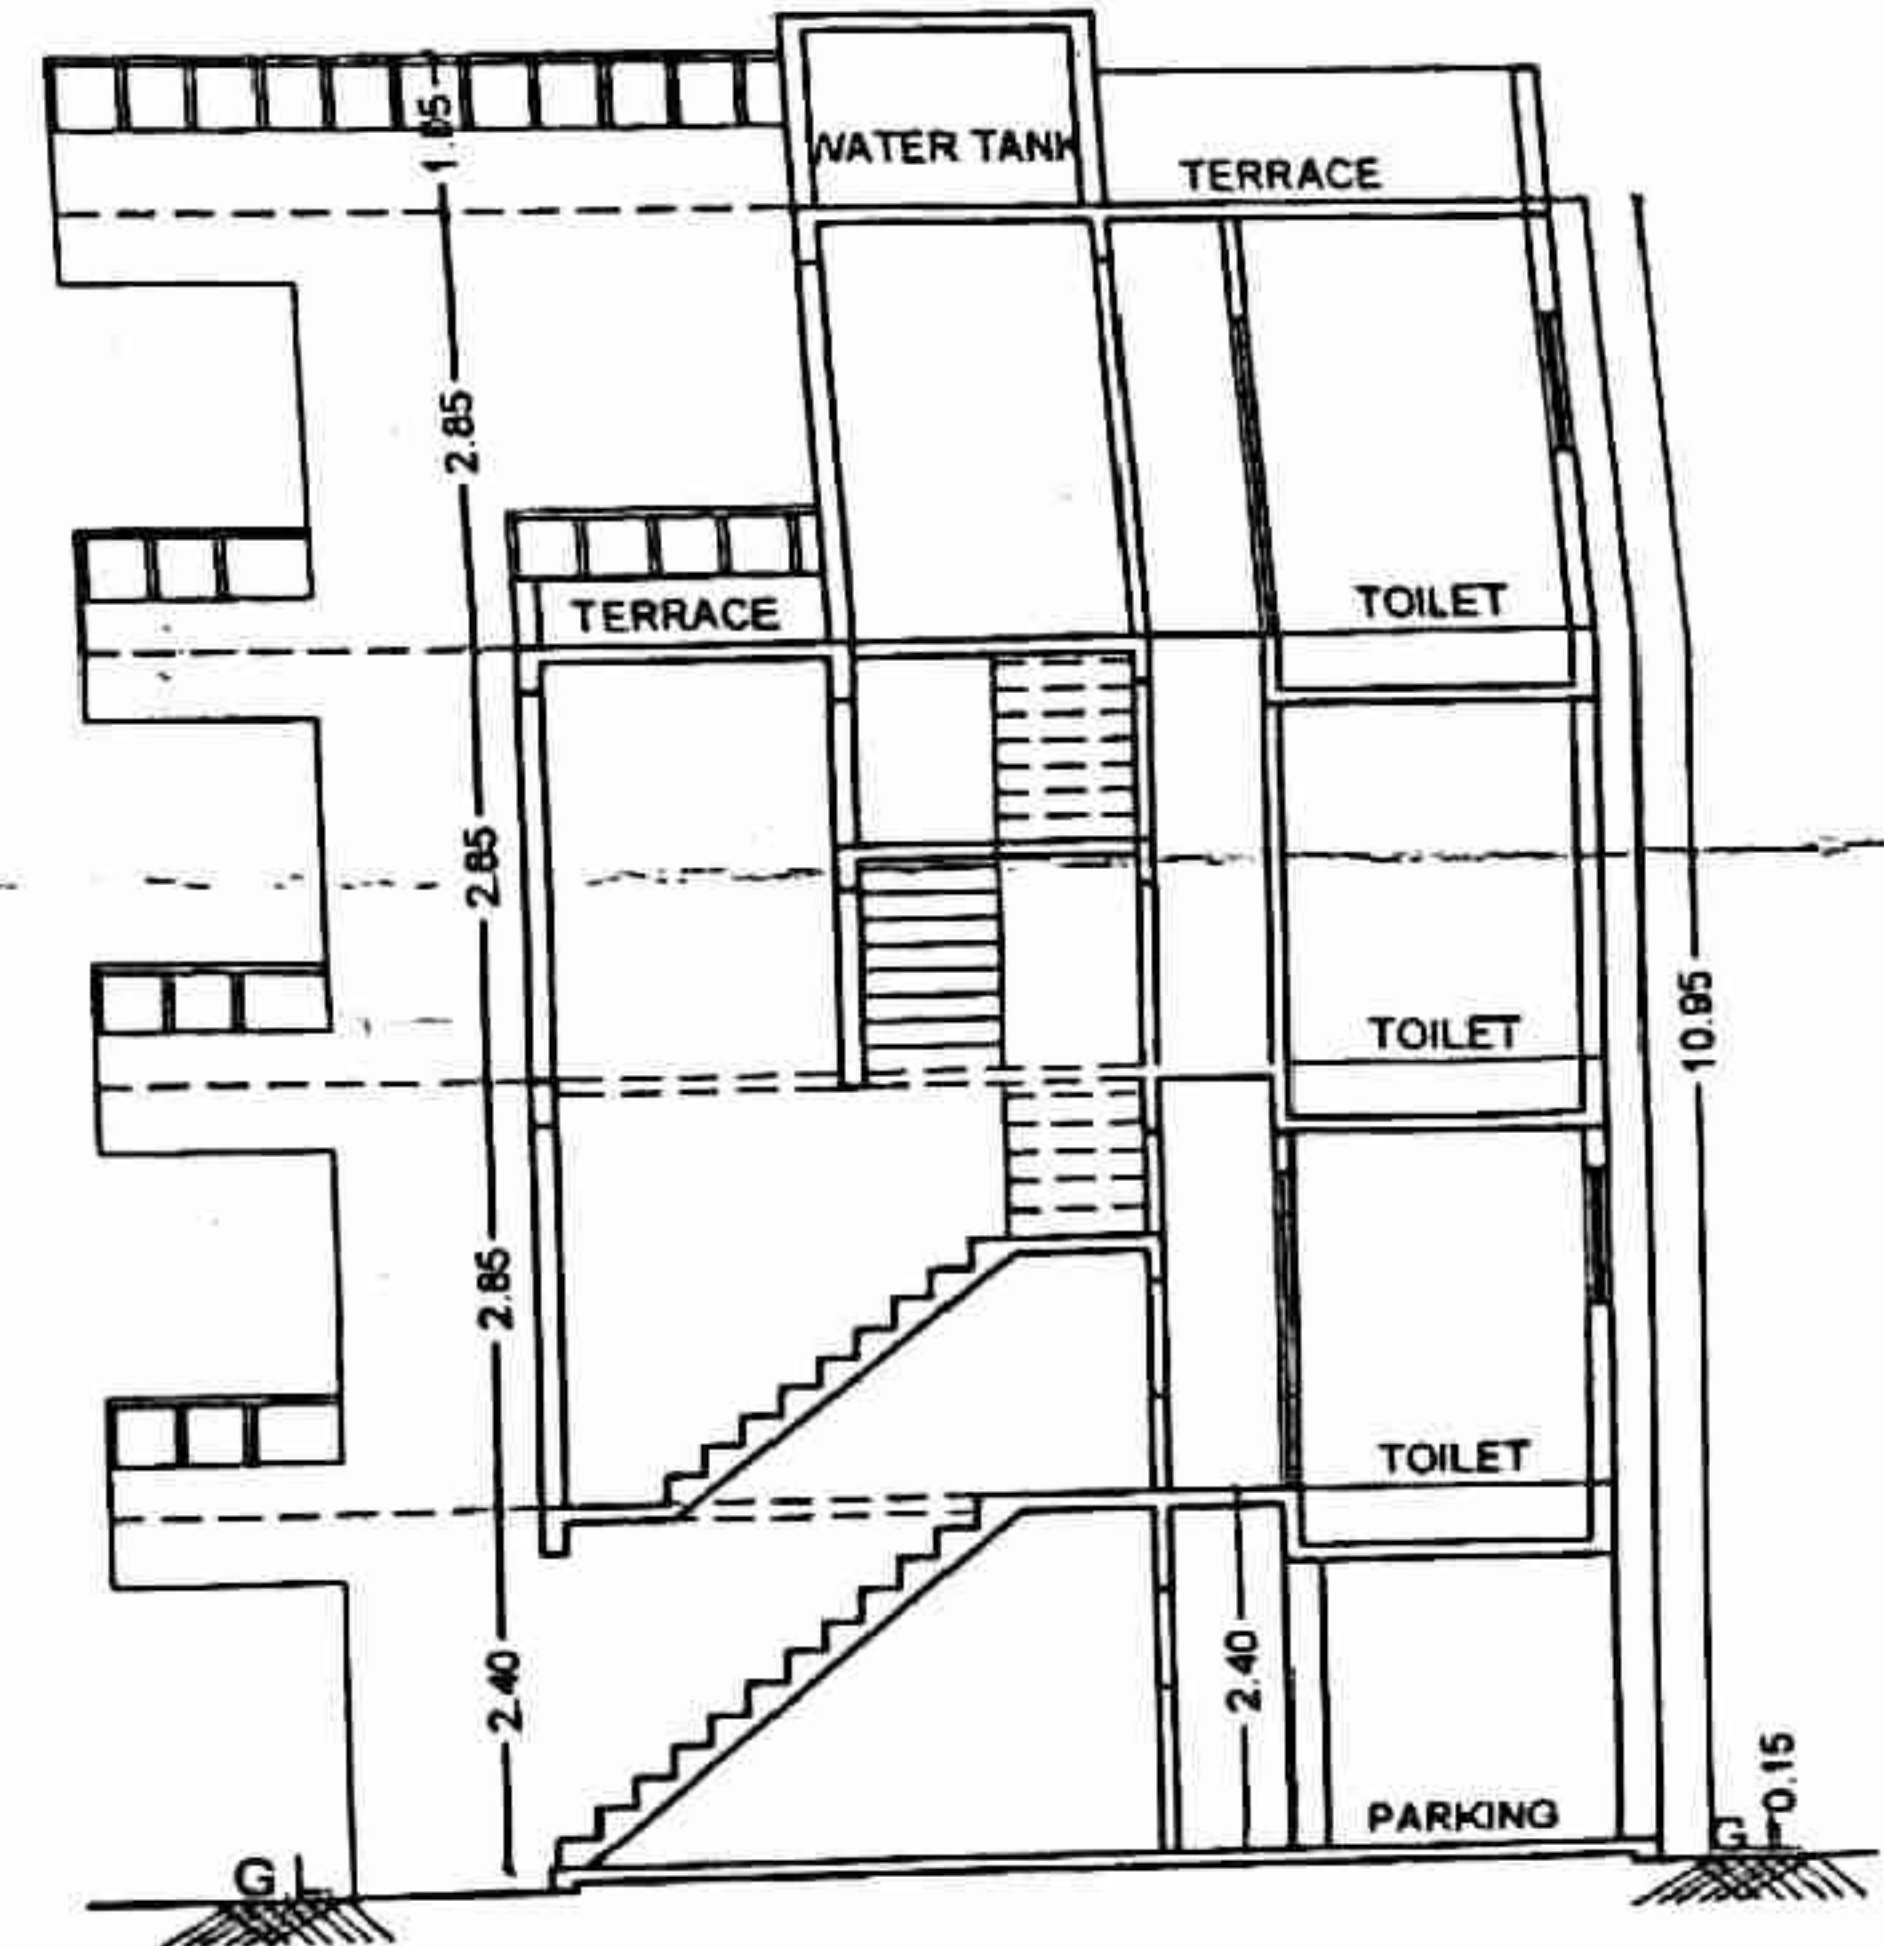 1.05
WATER TANK
TERRACE
2.85
TERRACE
TOILET
2.85
10.95
TOILET
2.85
TOILET
2.40
2.40
0.15
PARKING
G.L
G